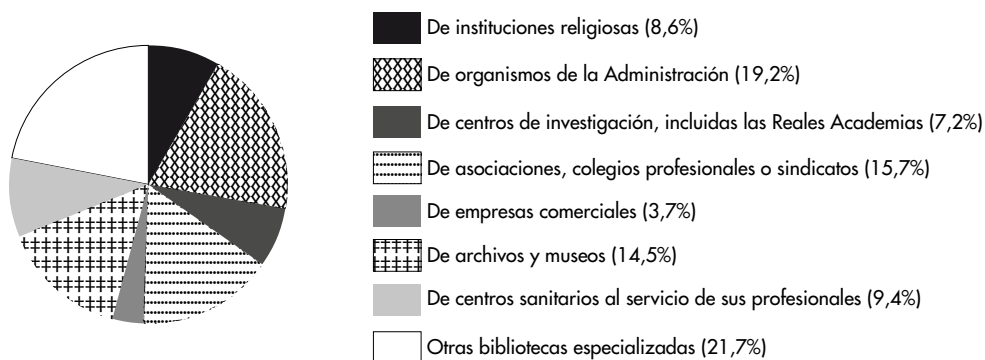 De instituciones religiosas (8,6%)
De organismos de la Administración (19,2%)
De centros de investigación, incluidas las Reales Academias (7,2%)
De asociaciones, colegios profesionales o sindicatos (15,7%)
De empresas comerciales (3,7%)
De archivos y museos (14,5%)
De centros sanitarios al servicio de sus profesionales (9,4%)
Otras bibliotecas especializadas (21,7%)